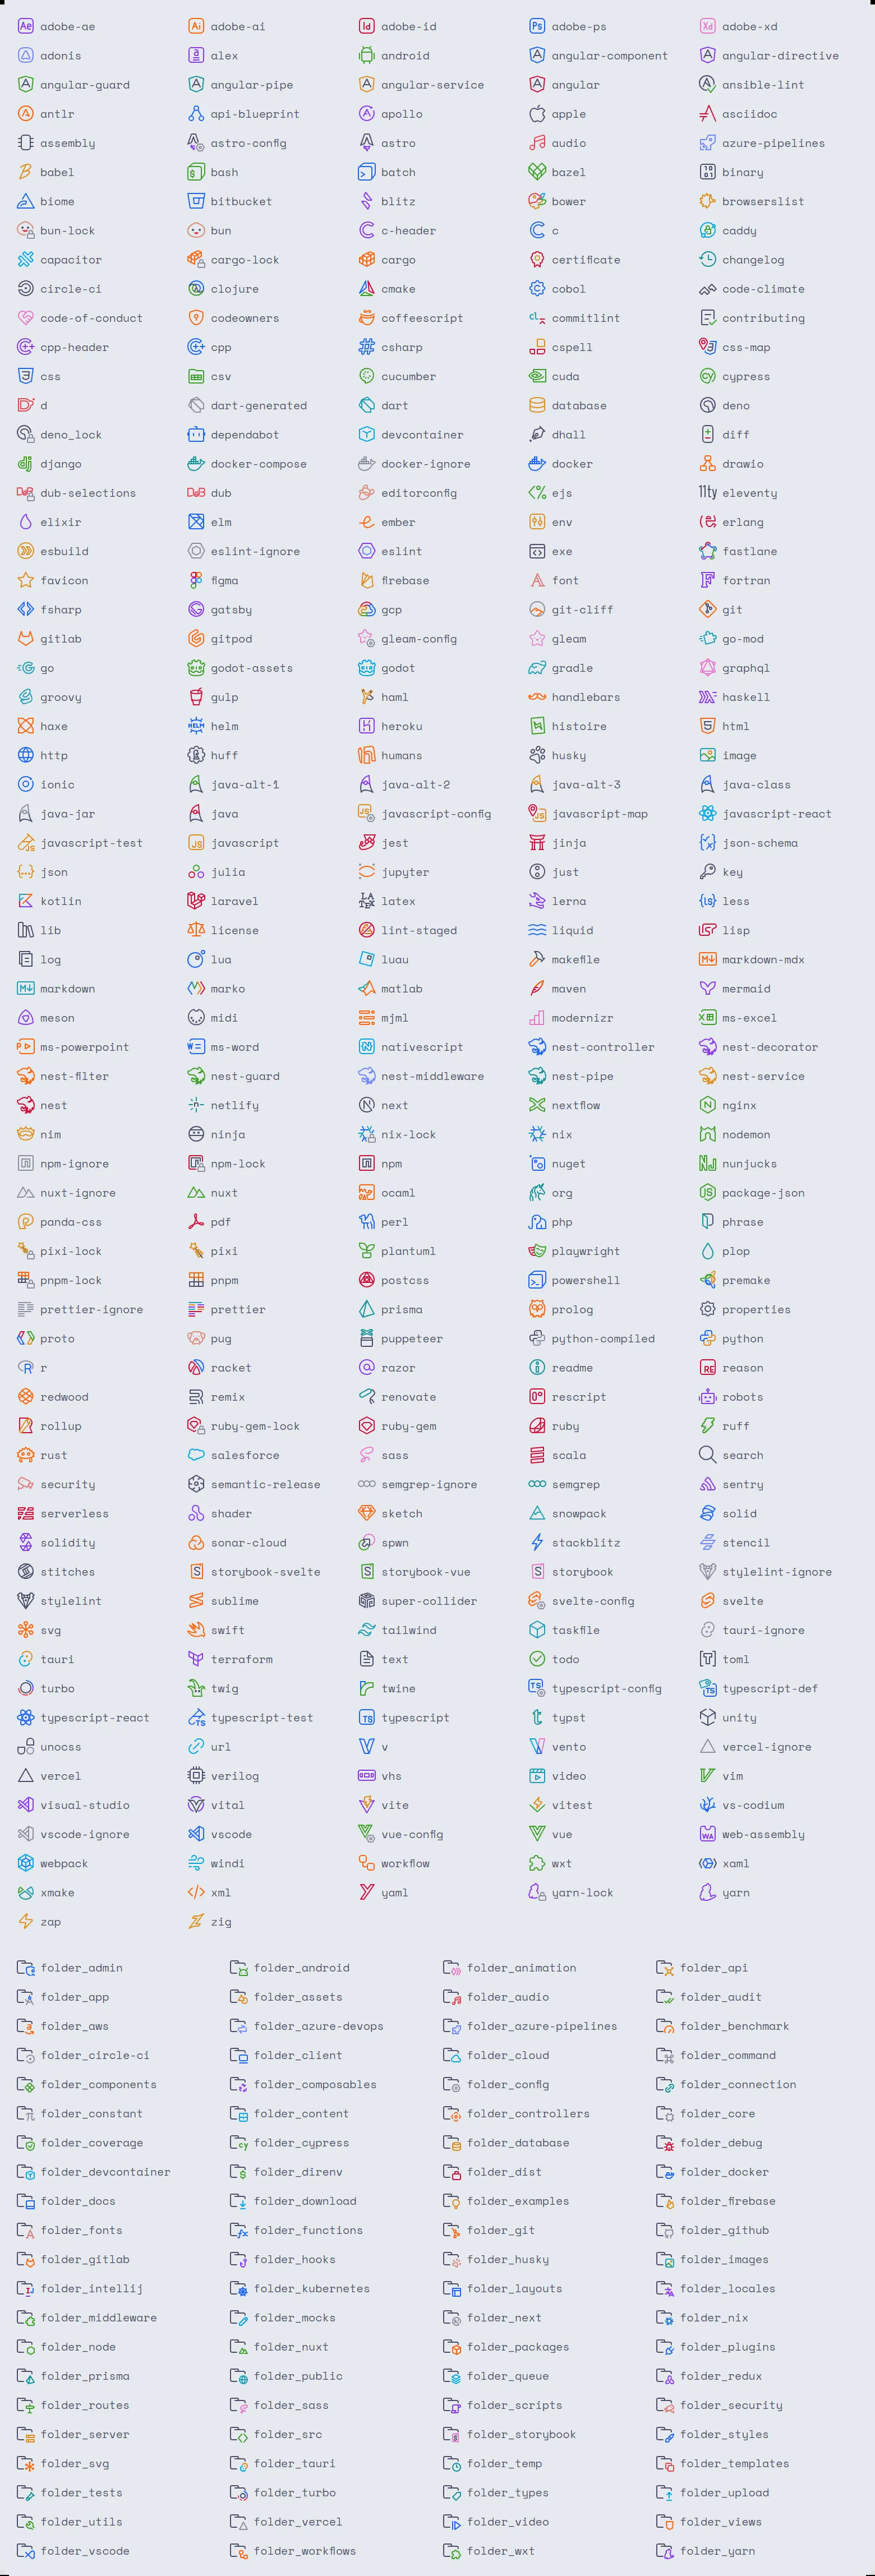 adobe-ae adobe-ai adobe-id adobe-ps adobe-xd
adonis alex android angular-component angular-directive
angular-guard angular-pipe angular-service angular ansible-lint
antlr api-blueprint apollo apple asciidoc
assembly astro-config astro audio azure-pipelines
babel bash batch bazel binary
biome bitbucket blitz bower browserslist
bun-lock bun c-header c caddy
capacitor cargo-lock cargo certificate changelog
circle-ci clojure cmake cobol code-climate
code-of-conduct codeowners coffeescript commitlint contributing
cpp-header cpp csharp cspell css-map
css csv cucumber cuda cypress
d dart-generated dart database deno
deno_lock dependabot devcontainer dhall diff
django docker-compose docker-ignore docker drawio
dub-selections dub editorconfig ejs eleventy
elixir elm ember env erlang
esbuild eslint-ignore eslint exe fastlane
favicon figma firebase font fortran
fsharp gatsby gcp git-cliff git
gitlab gitpod gleam-config gleam go-mod
go godot-assets godot gradle graphql
groovy gulp haml handlebars haskell
haxe helm heroku histoire html
http huff humans husky image
ionic java-alt-1 java-alt-2 java-alt-3 java-class
java-jar java javascript-config javascript-map javascript-react
javascript-test javascript jest jinja json-schema
json julia jupyter just key
kotlin laravel latex lerna less
lib license lint-staged liquid lisp
log lua luau makefile markdown-mdx
markdown marko matlab maven mermaid
meson midi mjml modernizr ms-excel
ms-powerpoint ms-word nativescript nest-controller nest-decorator
nest-filter nest-guard nest-middleware nest-pipe nest-service
nest netlify next nextflow nginx
nim ninja nix-lock nix nodemon
npm-ignore npm-lock npm nuget nunjucks
nuxt-ignore nuxt ocaml org package-json
panda-css pdf perl php phrase
pixi-lock pixi plantuml playwright plop
pnpm-lock pnpm postcss powershell premake
prettier-ignore prettier prisma prolog properties
proto pug puppeteer python-compiled python
r racket razor readme reason
redwood remix renovate rescript robots
rollup ruby-gem-lock ruby-gem ruby ruff
rust salesforce sass scala search
security semantic-release semgrep-ignore semgrep sentry
serverless shader sketch snowpack solid
solidity sonar-cloud spwn stackblitz stencil
stitches storybook-svelte storybook-vue storybook stylelint-ignore
stylelint sublime super-collider svelte-config svelte
svg swift tailwind taskfile tauri-ignore
tauri terraform text todo toml
turbo twig twine typescript-config typescript-def
typescript-react typescript-test typescript typst unity
unocss url v vento vercel-ignore
vercel verilog vhs video vim
visual-studio vital vite vitest vs-codium
vscode-ignore vscode vue-config vue web-assembly
webpack windi workflow wxt xaml
xmake xml yaml yarn-lock yarn
zap zig
folder_admin folder_android folder_animation folder_api
folder_app folder_assets folder_audio folder_audit
folder_aws folder_azure-devops folder_azure-pipelines folder_benchmark
folder_circle-ci folder_client folder_cloud folder_command
folder_components folder_composables folder_config folder_connection
folder_constant folder_content folder_controllers folder_core
folder_coverage folder_cypress folder_database folder_debug
folder_devcontainer folder_direnv folder_dist folder_docker
folder_docs folder_download folder_examples folder_firebase
folder_fonts folder_functions folder_git folder_github
folder_gitlab folder_hooks folder_husky folder_images
folder_intellij folder_kubernetes folder_layouts folder_locales
folder_middleware folder_mocks folder_next folder_nix
folder_node folder_nuxt folder_packages folder_plugins
folder_prisma folder_public folder_queue folder_redux
folder_routes folder_sass folder_scripts folder_security
folder_server folder_src folder_storybook folder_styles
folder_svg folder_tauri folder_temp folder_templates
folder_tests folder_turbo folder_types folder_upload
folder_utils folder_vercel folder_video folder_views
folder_vscode folder_workflows folder_wxt folder_yarn